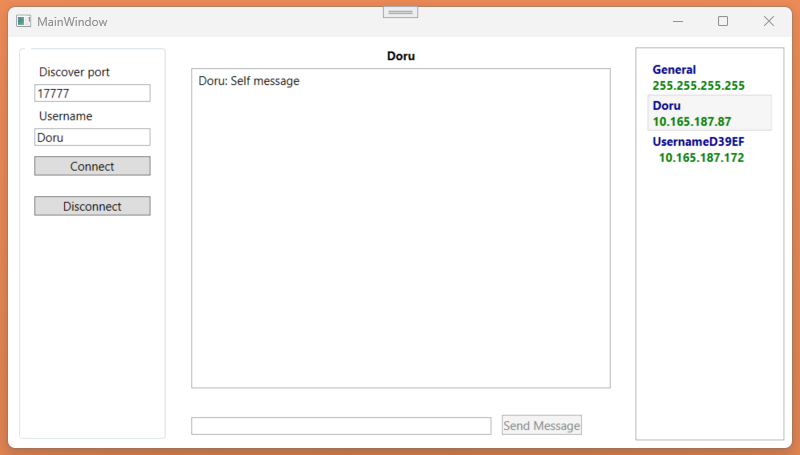 MainWindow
Discover port
17777
Username
Doru
Connect
Disconnect
Doru
Doru: Self message
Send Message
General
255.255.255.255
Doru
10.165.187.87
UsernameD39EF
10.165.187.172